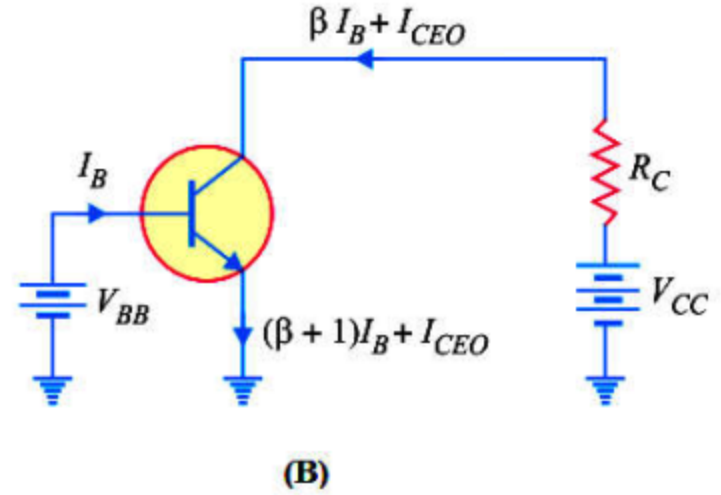 β I_B + I_CEO
I_B
R_C
V_BB
V_CC
(β + 1)I_B + I_CEO
(B)